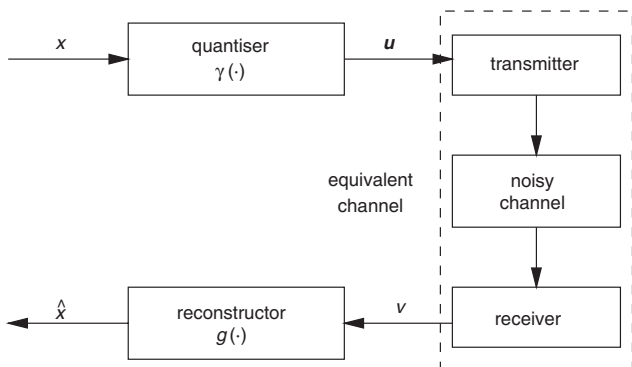 x
quantiser
γ(·)
u
transmitter
equivalent
channel
noisy
channel
x̂
reconstructor
g(·)
v
receiver